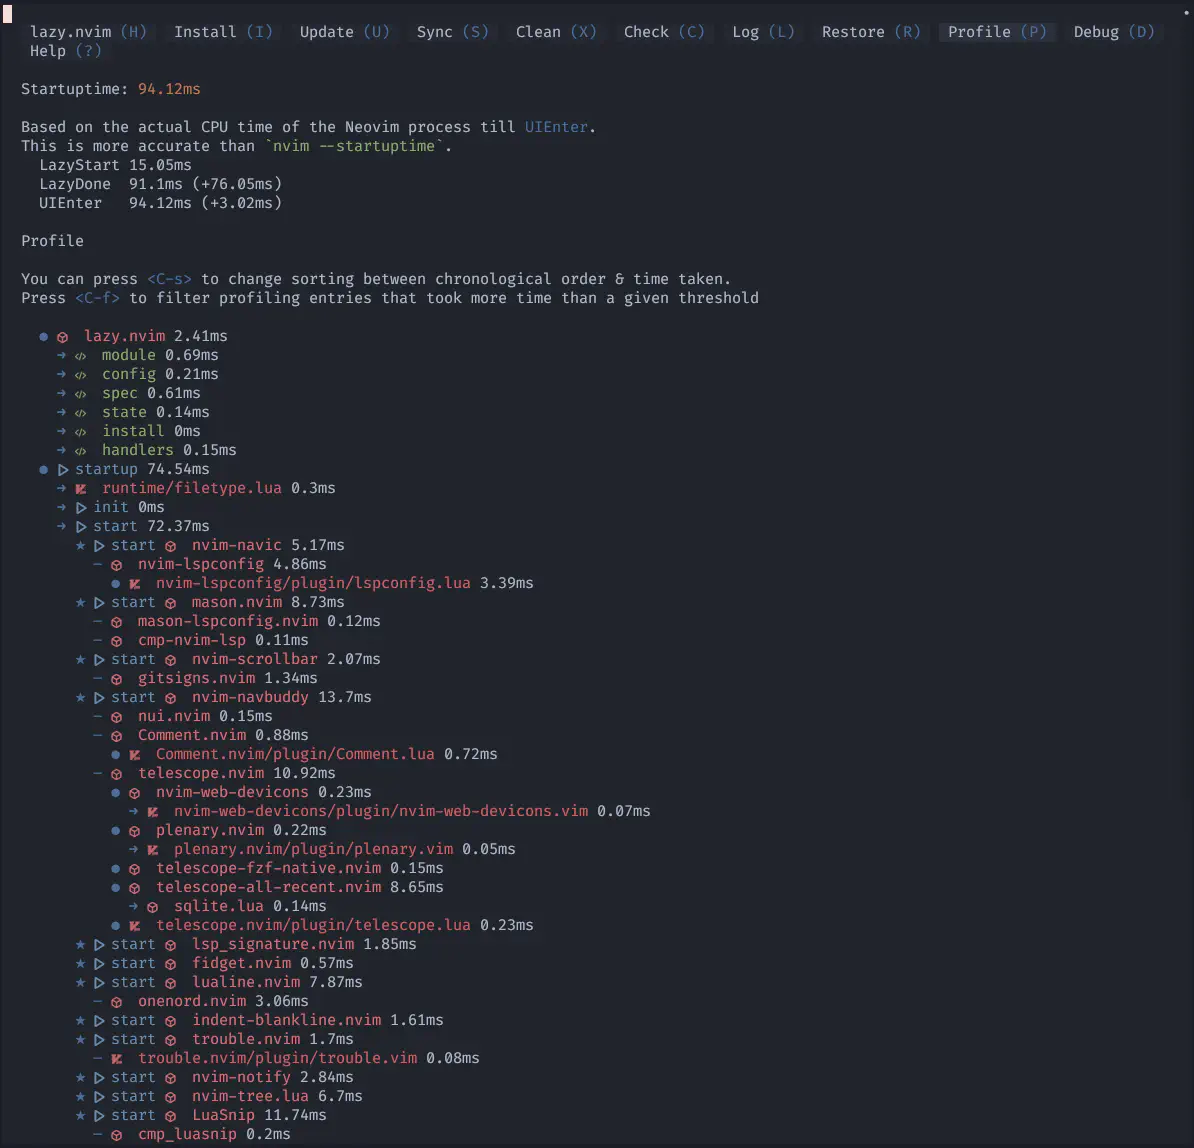 lazy.nvim (H) Install (I) Update (U) Sync (S) Clean (X) Check (C) Log (L) Restore (R) Profile (P) Debug (D)
Help (?)
Startuptime: 94.12ms
Based on the actual CPU time of the Neovim process till UIEnter.
This is more accurate than `nvim --startuptime`.
LazyStart 15.05ms
LazyDone 91.1ms (+76.05ms)
UIEnter 94.12ms (+3.02ms)
Profile
You can press <C-s> to change sorting between chronological order & time taken.
Press <C-f> to filter profiling entries that took more time than a given threshold
● lazy.nvim 2.41ms
➜ </> module 0.69ms
➜ </> config 0.21ms
➜ </> spec 0.61ms
➜ </> state 0.14ms
➜ </> install 0ms
➜ </> handlers 0.15ms
● startup 74.54ms
➜ runtime/filetype.lua 0.3ms
➜ init 0ms
➜ start 72.37ms
★ start nvim-navic 5.17ms
‒ nvim-lspconfig 4.86ms
● nvim-lspconfig/plugin/lspconfig.lua 3.39ms
★ start mason.nvim 8.73ms
‒ mason-lspconfig.nvim 0.12ms
‒ cmp-nvim-lsp 0.11ms
★ start nvim-scrollbar 2.07ms
‒ gitsigns.nvim 1.34ms
★ start nvim-navbuddy 13.7ms
‒ nui.nvim 0.15ms
‒ Comment.nvim 0.88ms
● Comment.nvim/plugin/Comment.lua 0.72ms
‒ telescope.nvim 10.92ms
● nvim-web-devicons 0.23ms
➜ nvim-web-devicons/plugin/nvim-web-devicons.vim 0.07ms
● plenary.nvim 0.22ms
➜ plenary.nvim/plugin/plenary.vim 0.05ms
● telescope-fzf-native.nvim 0.15ms
● telescope-all-recent.nvim 8.65ms
➜ sqlite.lua 0.14ms
● telescope.nvim/plugin/telescope.lua 0.23ms
★ start lsp_signature.nvim 1.85ms
★ start fidget.nvim 0.57ms
★ start lualine.nvim 7.87ms
‒ onenord.nvim 3.06ms
★ start indent-blankline.nvim 1.61ms
★ start trouble.nvim 1.7ms
‒ trouble.nvim/plugin/trouble.vim 0.08ms
★ start nvim-notify 2.84ms
★ start nvim-tree.lua 6.7ms
★ start LuaSnip 11.74ms
‒ cmp_luasnip 0.2ms